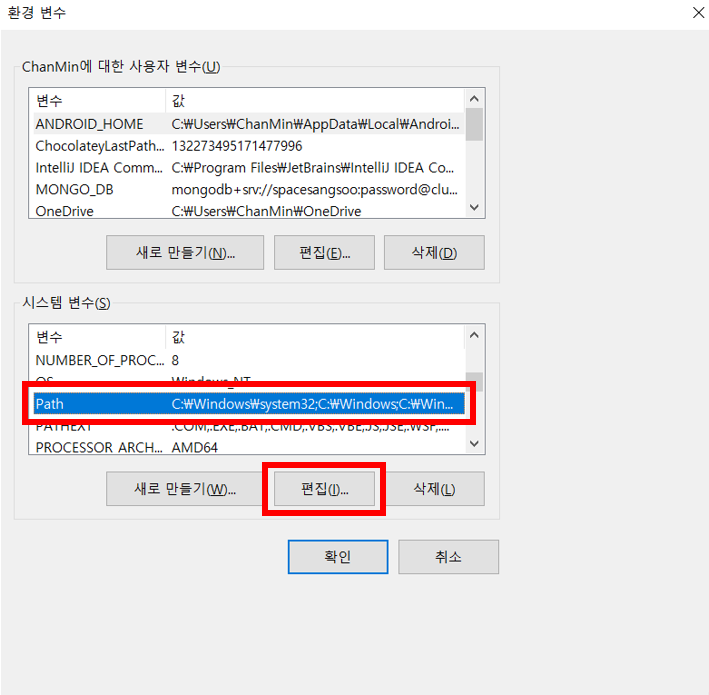 환경 변수
ChanMin에 대한 사용자 변수(U)
변수 값
ANDROID_HOME C:₩Users₩ChanMin₩AppData₩Local₩Androi...
ChocolateyLastPath... 132273495171477996
IntelliJ IDEA Comm... C:₩Program Files₩JetBrains₩IntelliJ IDEA Co...
MONGO_DB mongodb+srv://spacesangsoo:password@clu...
OneDrive C:₩Users₩ChanMin₩OneDrive
새로 만들기(N)... 편집(E)... 삭제(D)
시스템 변수(S)
변수 값
NUMBER_OF_PROC... 8
OS Windows_NT
Path C:₩Windows₩system32;C:₩Windows;C:₩Win...
PATHEXT .COM;.EXE;.BAT;.CMD;.VBS;.VBE;.JS;.JSE;.WSF;....
PROCESSOR_ARCH... AMD64
새로 만들기(W)... 편집(I)... 삭제(L)
확인 취소